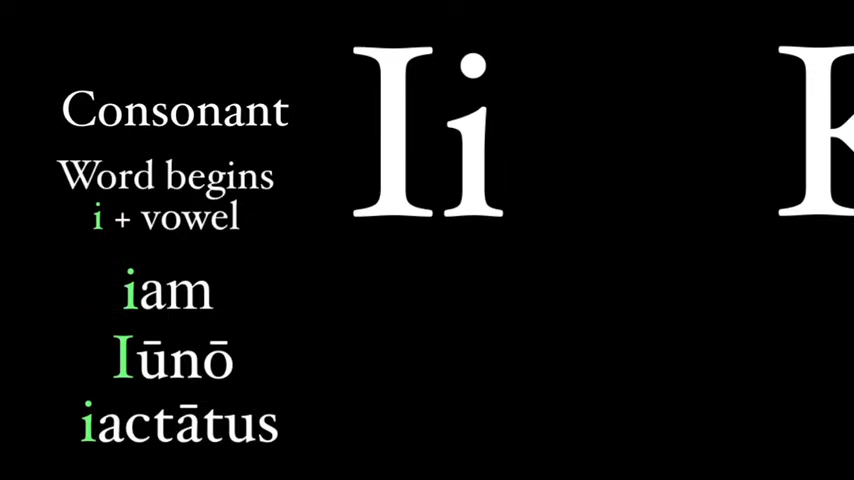 Ii
Consonant
Word begins
i + vowel
iam
Iūnō
iactātus